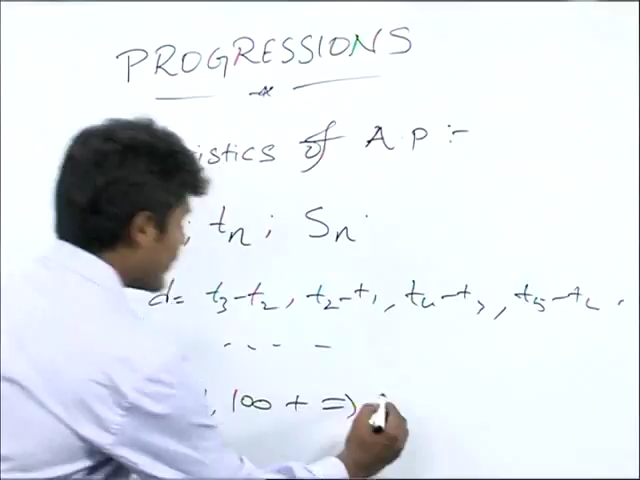 PROGRESSIONS
istics of A.P :-
; tn ; Sn
d= t3-t2, t2-t1, t4-t3, t5-t4
, 100 + =)